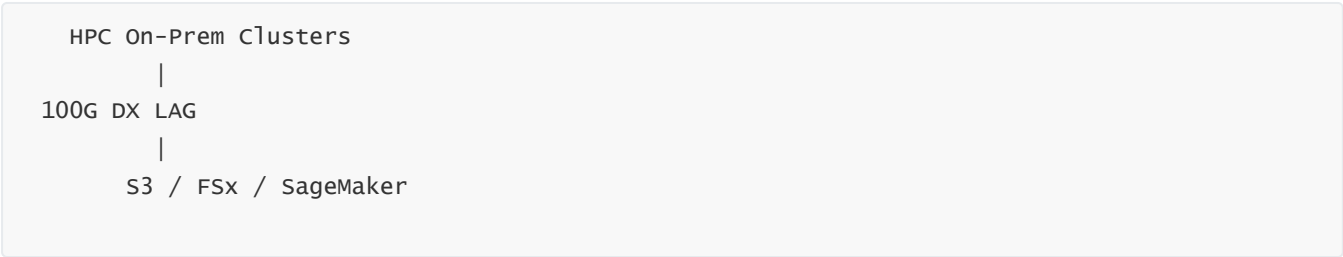 HPC On-Prem Clusters
|
100G DX LAG
|
S3 / FSx / SageMaker